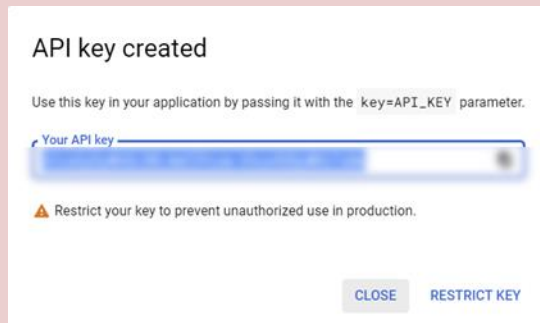 API key created
Use this key in your application by passing it with the key=API_KEY parameter.
Your API key
Restrict your key to prevent unauthorized use in production.
CLOSE RESTRICT KEY